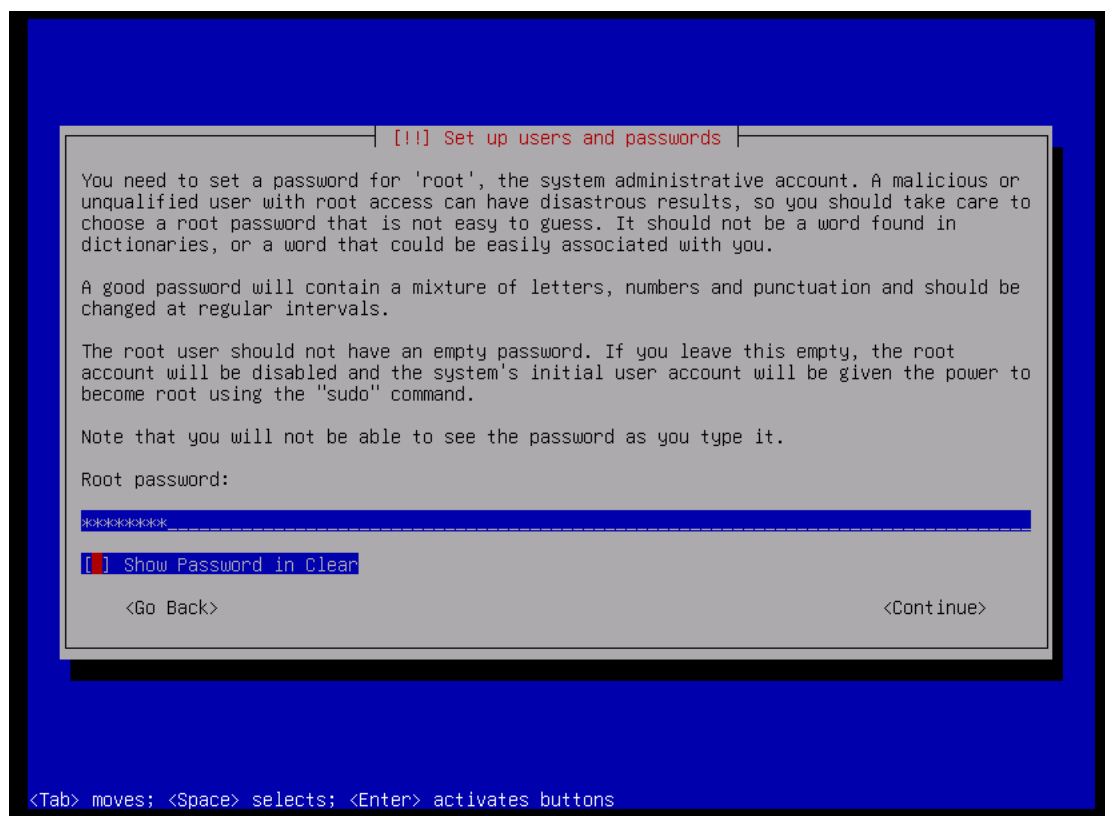 [!!] Set up users and passwords
You need to set a password for 'root', the system administrative account. A malicious or
unqualified user with root access can have disastrous results, so you should take care to
choose a root password that is not easy to guess. It should not be a word found in
dictionaries, or a word that could be easily associated with you.
A good password will contain a mixture of letters, numbers and punctuation and should be
changed at regular intervals.
The root user should not have an empty password. If you leave this empty, the root
account will be disabled and the system's initial user account will be given the power to
become root using the "sudo" command.
Note that you will not be able to see the password as you type it.
Root password:
********
[ ] Show Password in Clear
<Go Back> <Continue>
<Tab> moves; <Space> selects; <Enter> activates buttons